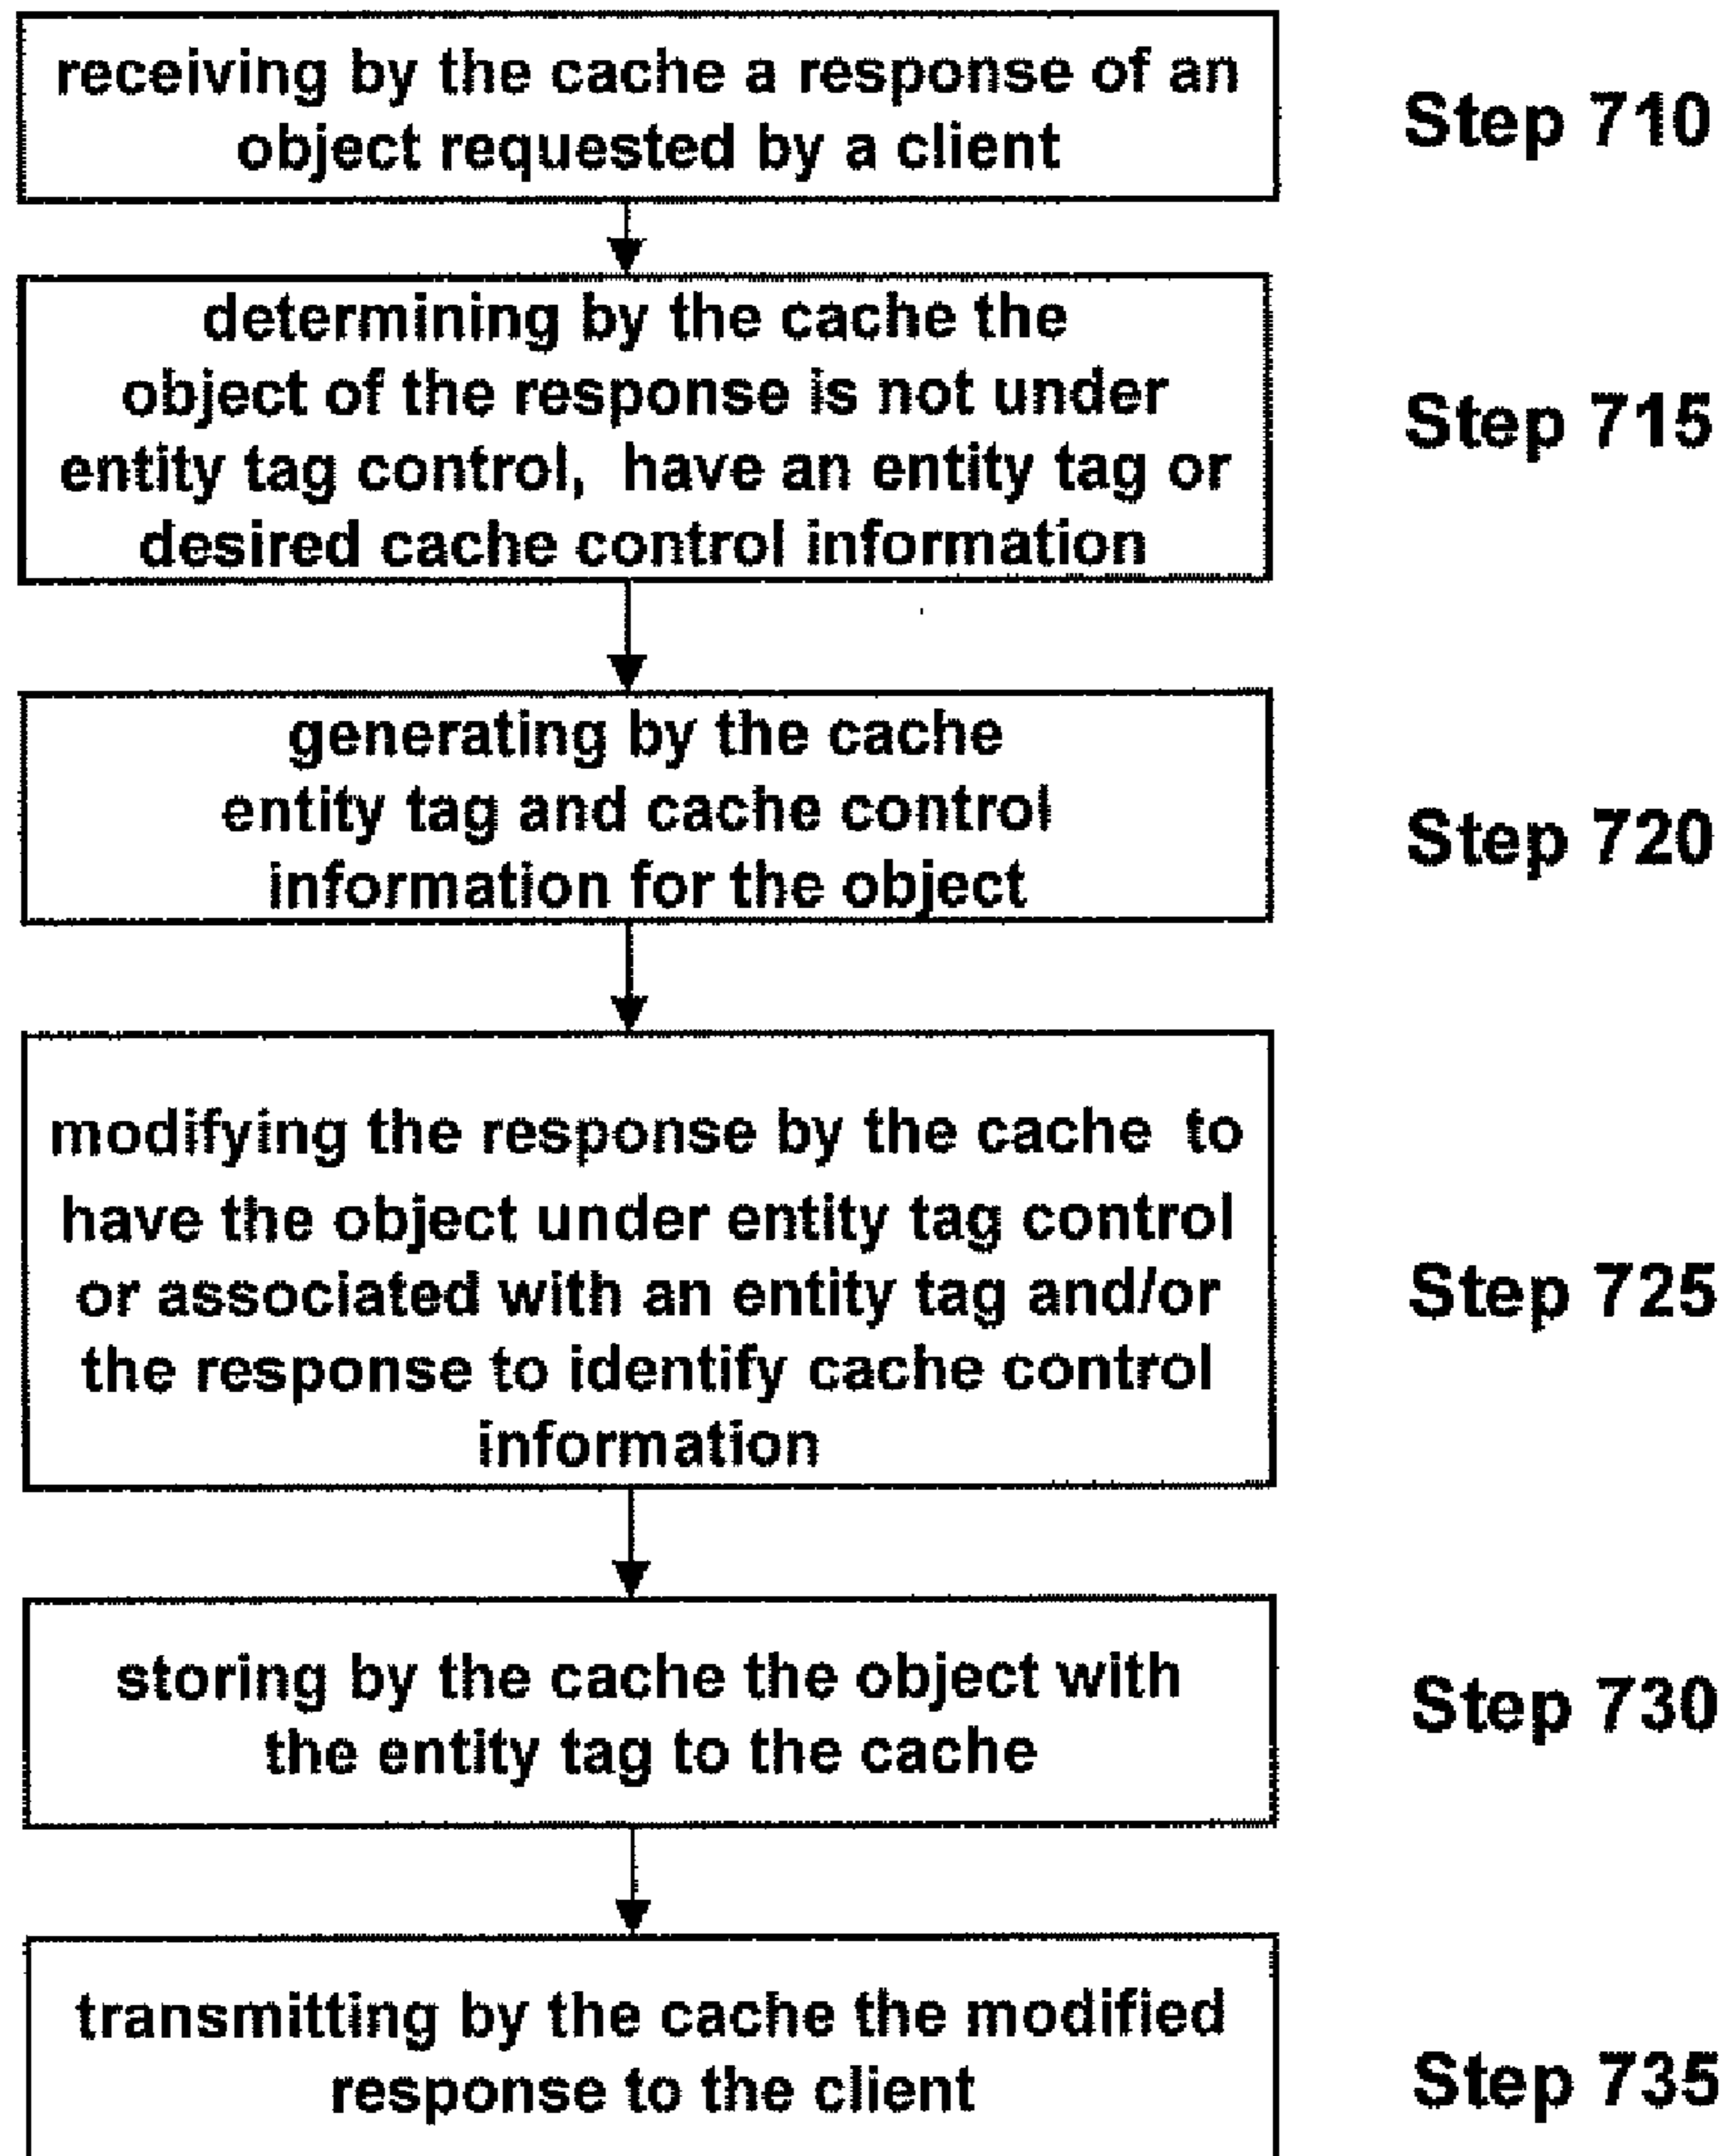 receiving by the cache a response of an
object requested by a client
Step 710
determining by the cache the
object of the response is not under
entity tag control, have an entity tag or
desired cache control information
Step 715
generating by the cache
entity tag and cache control
information for the object
Step 720
modifying the response by the cache to
have the object under entity tag control
or associated with an entity tag and/or
the response to identify cache control
information
Step 725
storing by the cache the object with
the entity tag to the cache
Step 730
transmitting by the cache the modified
response to the client
Step 735